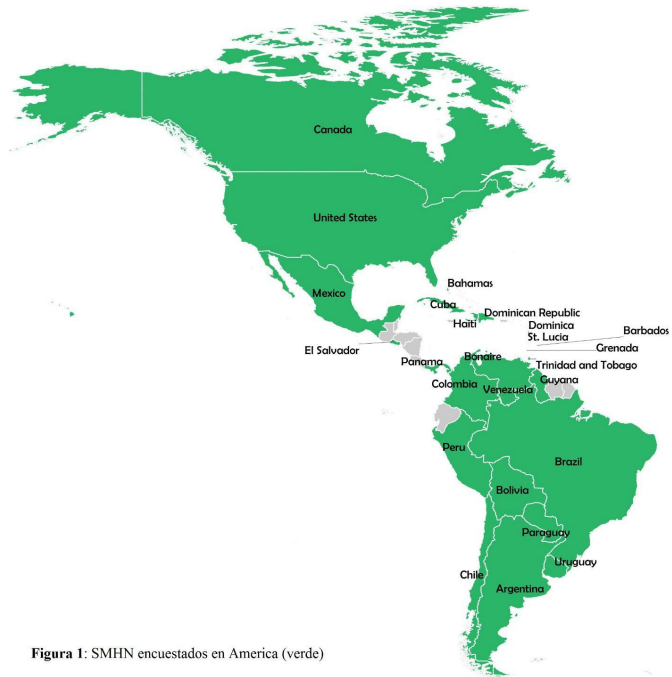 Canada
United States
Mexico
Bahamas
Cuba
Dominican Republic
Haiti
Dominica
St. Lucia
Barbados
Grenada
El Salvador
Panama
Bonaire
Trinidad and Tobago
Colombia
Venezuela
Guyana
Peru
Brazil
Bolivia
Paraguay
Uruguay
Chile
Argentina
Figura 1: SMHN encuestados en America (verde)